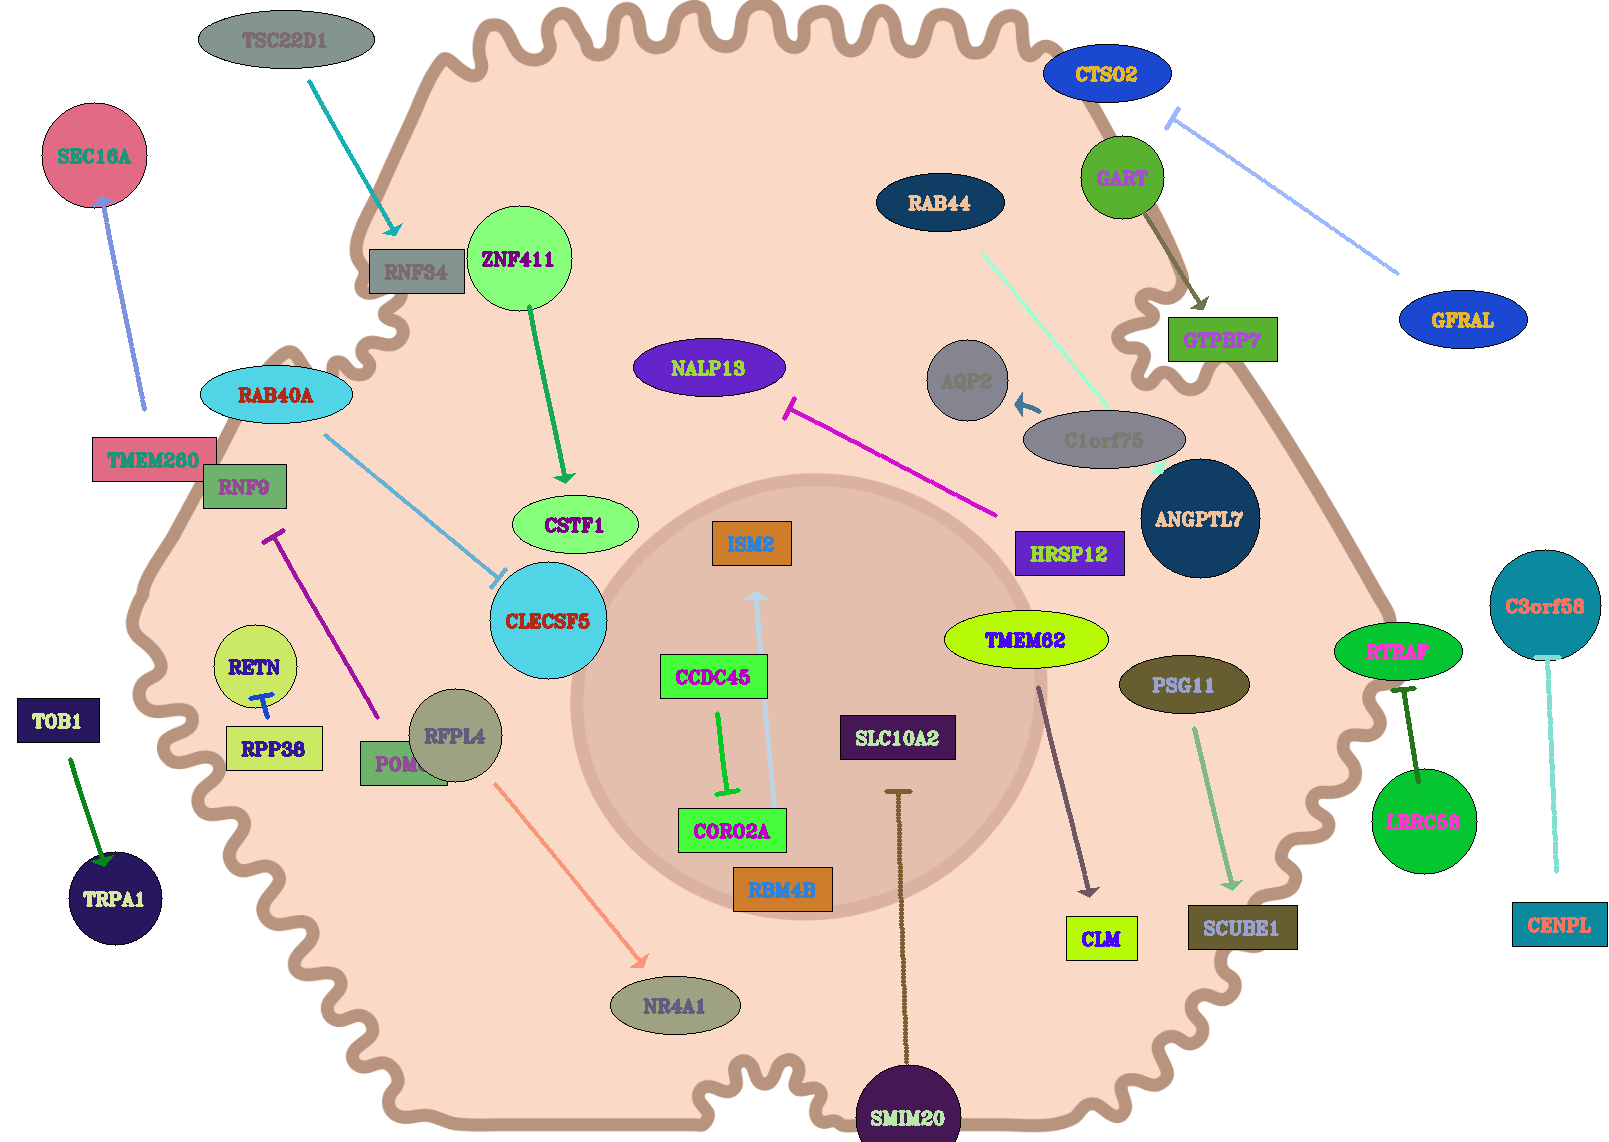 TSC22D1
CTSO2
SEC16A
GART
RAB44
ZNF411
RNF34
GFRAL
GTPBP7
NALP13
AQP2
RAB40A
C1orf75
TMEM260
RNF9
ANGPTL7
CSTF1
ISM2
HRSP12
C3orf58
CLECSF5
TMEM62
RTRAF
RETN
CCDC45
PSG11
TOB1
RFPL4
SLC10A2
RPP38
CORO2A
LRRC58
RBM4B
TRPA1
CENPL
SCUBE1
CLM
NR4A1
SMIM20